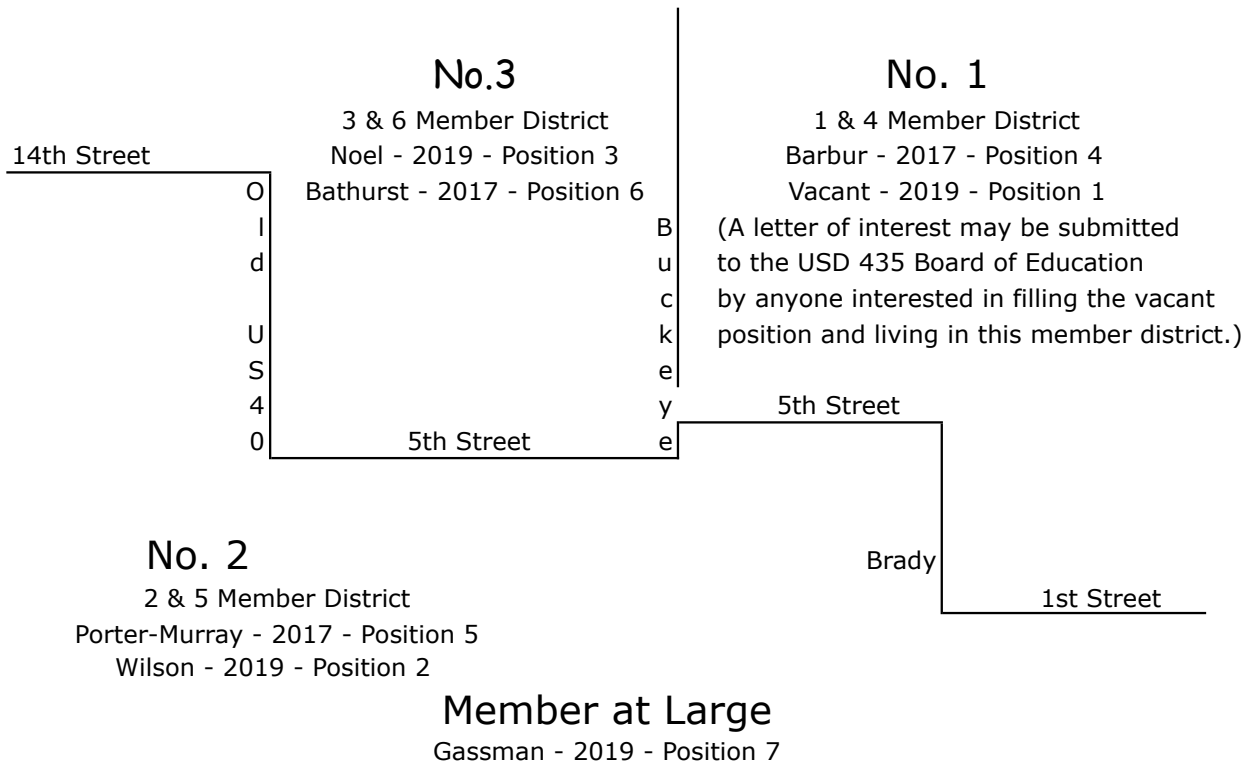 No.3
3 & 6 Member District
Noel - 2019 - Position 3
Bathurst - 2017 - Position 6
No. 1
1 & 4 Member District
Barbur - 2017 - Position 4
Vacant - 2019 - Position 1
(A letter of interest may be submitted
to the USD 435 Board of Education
by anyone interested in filling the vacant
position and living in this member district.)
14th Street
Old US40
5th Street
Buckeye
5th Street
Brady
1st Street
No. 2
2 & 5 Member District
Porter-Murray - 2017 - Position 5
Wilson - 2019 - Position 2
Member at Large
Gassman - 2019 - Position 7